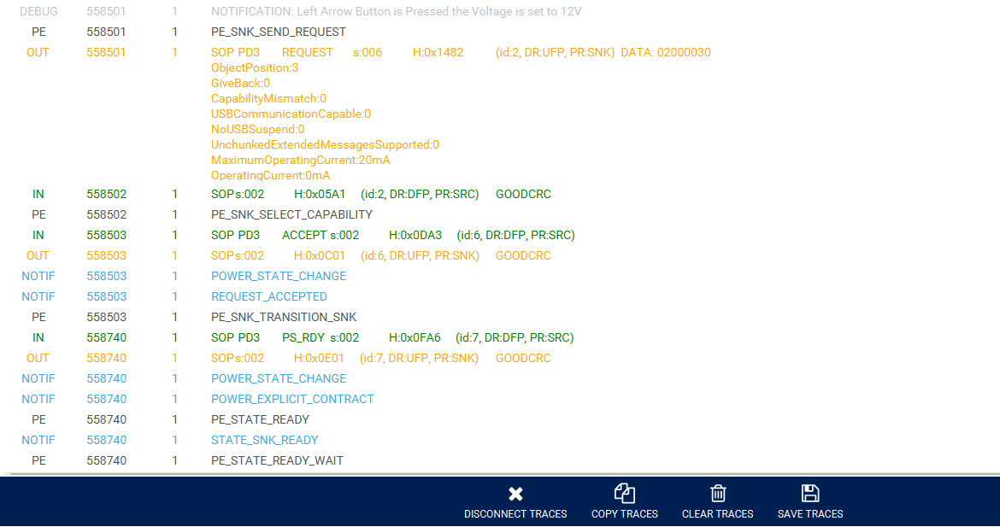 DEBUG 558501 1 NOTIFICATION: Left Arrow Button is Pressed the Voltage is set to 12V
PE 558501 1 PE_SNK_SEND_REQUEST
OUT 558501 1 SOP PD3 REQUEST s:006 H:0x1482 (id:2, DR:UFP, PR:SNK) DATA: 02000030
ObjectPosition:3
GiveBack:0
CapabilityMismatch:0
USBCommunicationCapable:0
NoUSBSuspend:0
UnchunkedExtendedMessagesSupported:0
MaximumOperatingCurrent:20mA
OperatingCurrent:0mA
IN 558502 1 SOPs:002 H:0x05A1 (id:2, DR:DFP, PR:SRC) GOODCRC
PE 558502 1 PE_SNK_SELECT_CAPABILITY
IN 558503 1 SOP PD3 ACCEPT s:002 H:0x0DA3 (id:6, DR:DFP, PR:SRC)
OUT 558503 1 SOPs:002 H:0x0C01 (id:6, DR:UFP, PR:SNK) GOODCRC
NOTIF 558503 1 POWER_STATE_CHANGE
NOTIF 558503 1 REQUEST_ACCEPTED
PE 558503 1 PE_SNK_TRANSITION_SNK
IN 558740 1 SOP PD3 PS_RDY s:002 H:0x0FA6 (id:7, DR:DFP, PR:SRC)
OUT 558740 1 SOPs:002 H:0x0E01 (id:7, DR:UFP, PR:SNK) GOODCRC
NOTIF 558740 1 POWER_STATE_CHANGE
NOTIF 558740 1 POWER_EXPLICIT_CONTRACT
PE 558740 1 PE_STATE_READY
NOTIF 558740 1 STATE_SNK_READY
PE 558740 1 PE_STATE_READY_WAIT
DISCONNECT TRACES COPY TRACES CLEAR TRACES SAVE TRACES